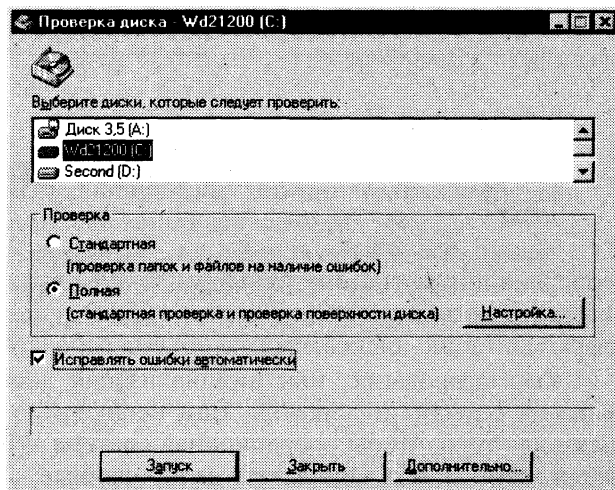 Проверка диска - Wd21200 (C:)
Выберите диски, которые следует проверить:
Диск 3,5 (A:)
Wd21200 (C:)
Second (D:)
Проверка
Стандартная
(проверка папок и файлов на наличие ошибок)
Полная
(стандартная проверка и проверка поверхности диска)
Настройка...
Исправлять ошибки автоматически
Запуск
Закрыть
Дополнительно...